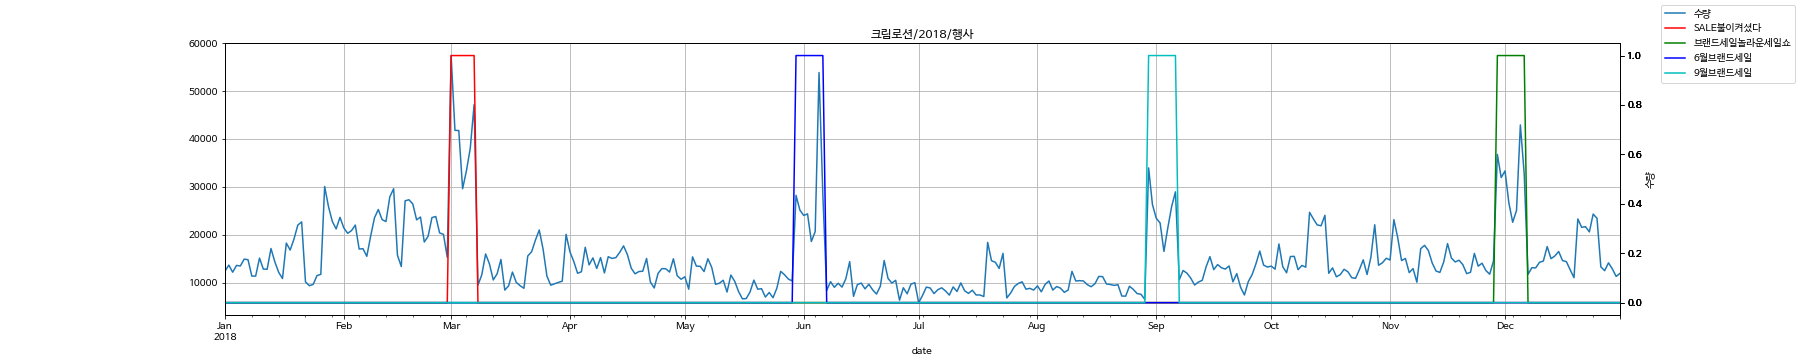 크림로션/2018/행사
수량
SALE붙이켜셨다
브랜드세일놀라운세일쇼
6월브랜드세일
9월브랜드세일
60000
50000
40000
30000
20000
10000
1.0
0.8
0.6
0.4
0.2
0.0
수량
Jan
2018
Feb
Mar
Apr
May
Jun
Jul
Aug
Sep
Oct
Nov
Dec
date